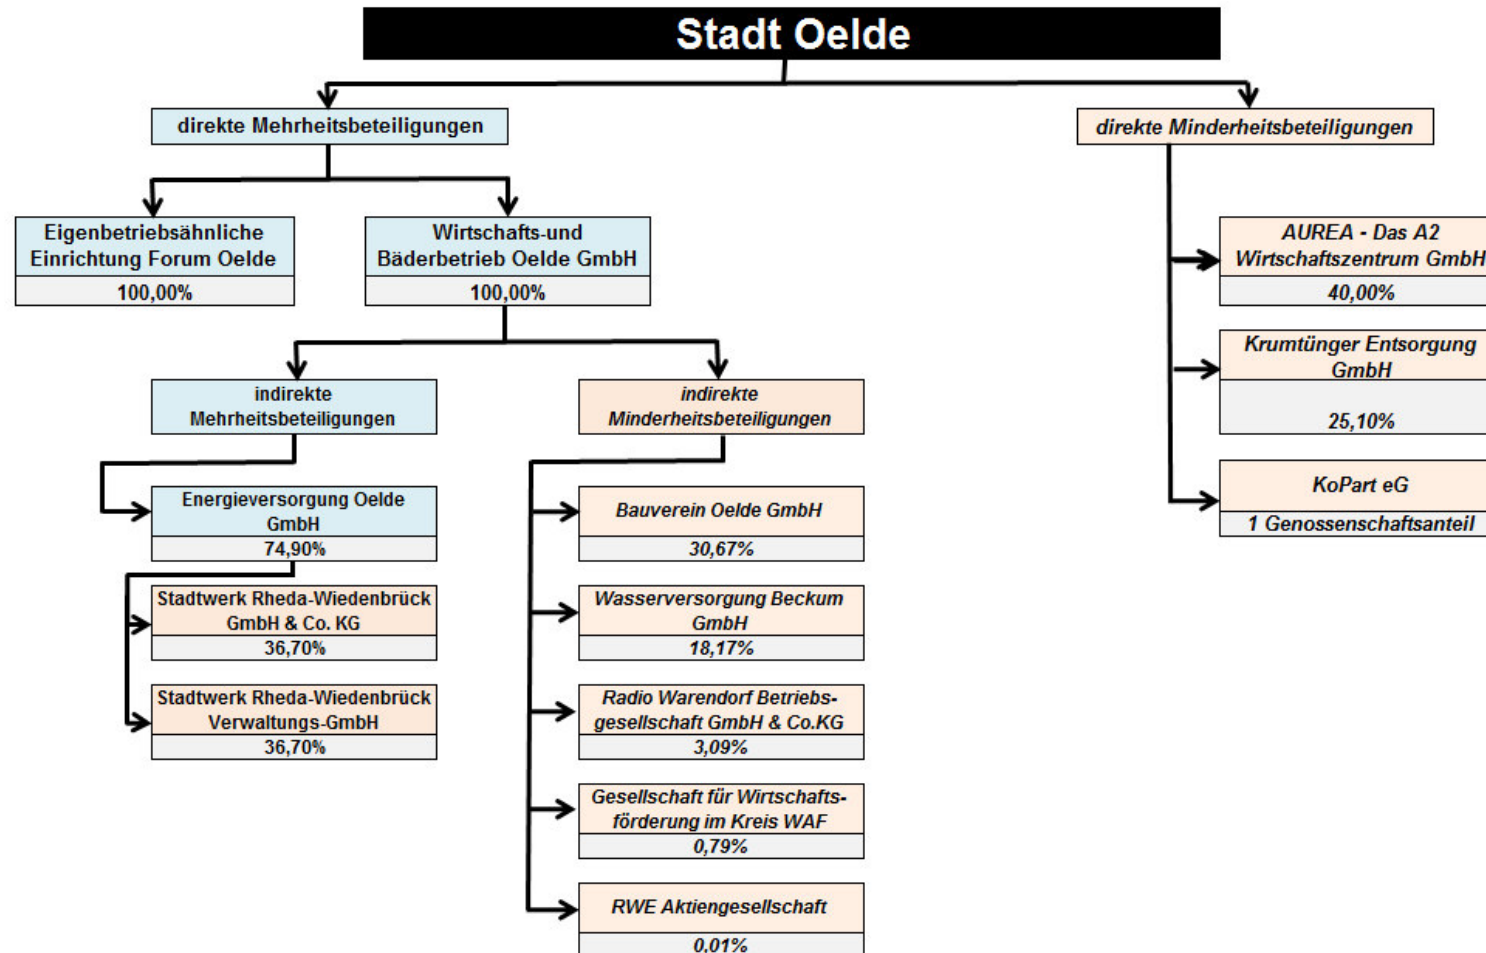 Stadt Oelde
direkte Mehrheitsbeteiligungen
direkte Minderheitsbeteiligungen
Eigenbetriebsähnliche
Einrichtung Forum Oelde
100,00%
Wirtschafts-und
Bäderbetrieb Oelde GmbH
100,00%
AUREA - Das A2
Wirtschaftszentrum GmbH
40,00%
Krumtünger Entsorgung
GmbH
25,10%
KoPart eG
1 Genossenschaftsanteil
indirekte
Mehrheitsbeteiligungen
indirekte
Minderheitsbeteiligungen
Energieversorgung Oelde
GmbH
74,90%
Stadtwerk Rheda-Wiedenbrück
GmbH & Co. KG
36,70%
Stadtwerk Rheda-Wiedenbrück
Verwaltungs-GmbH
36,70%
Bauverein Oelde GmbH
30,67%
Wasserversorgung Beckum
GmbH
18,17%
Radio Warendorf Betriebs-
gesellschaft GmbH & Co.KG
3,09%
Gesellschaft für Wirtschafts-
förderung im Kreis WAF
0,79%
RWE Aktiengesellschaft
0,01%